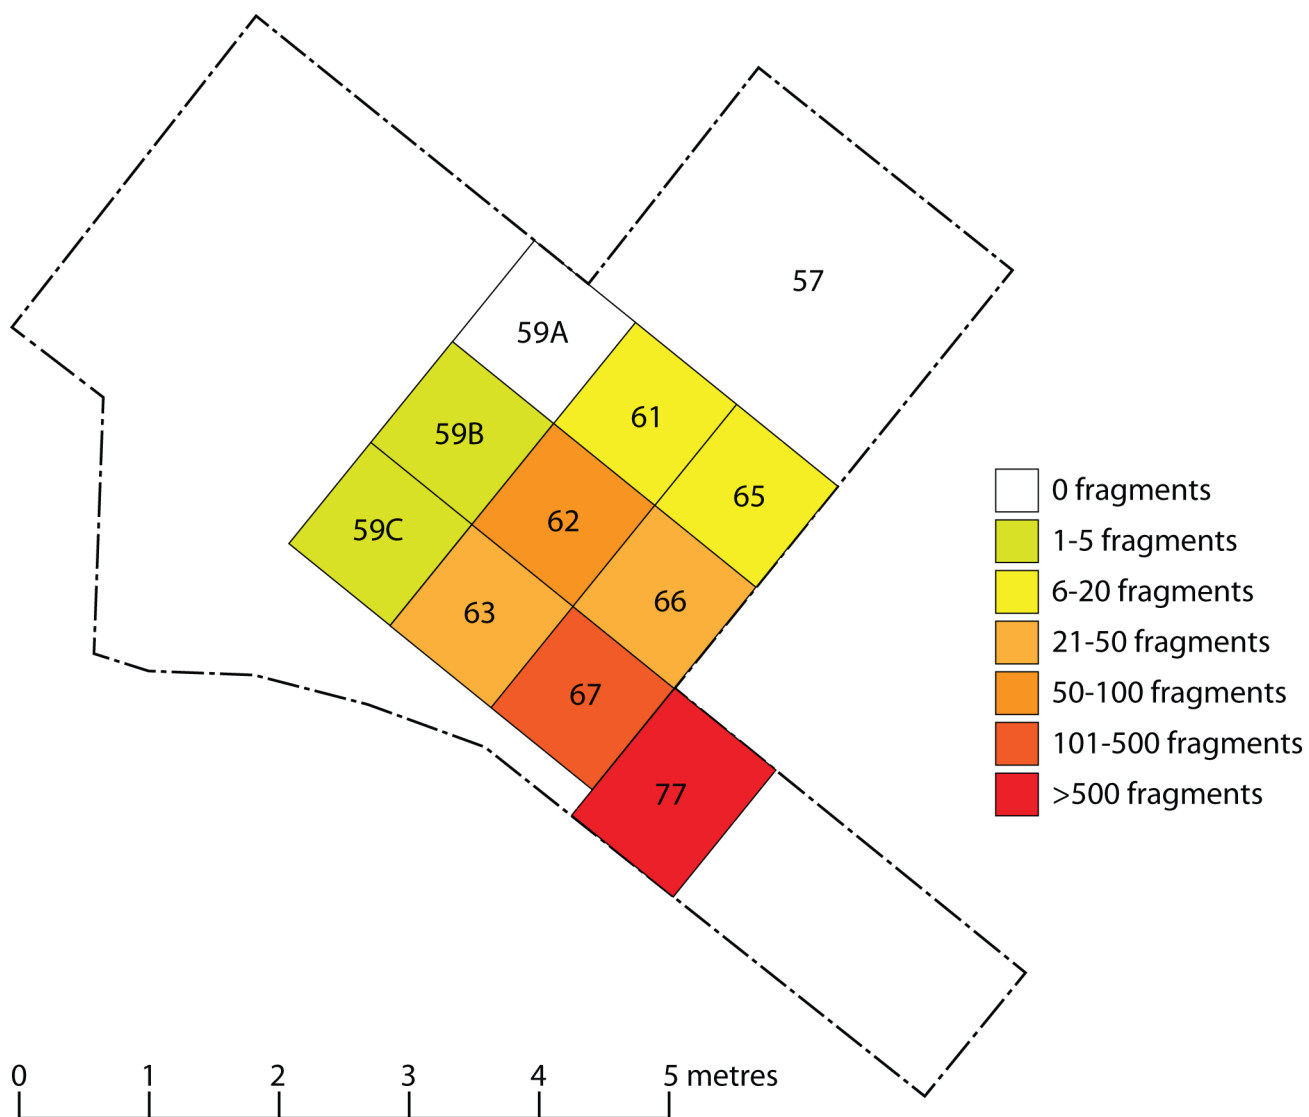 57
59A
61
59B
65
62
59C
66
63
67
77
0 fragments
1-5 fragments
6-20 fragments
21-50 fragments
50-100 fragments
101-500 fragments
>500 fragments
0 1 2 3 4 5 metres